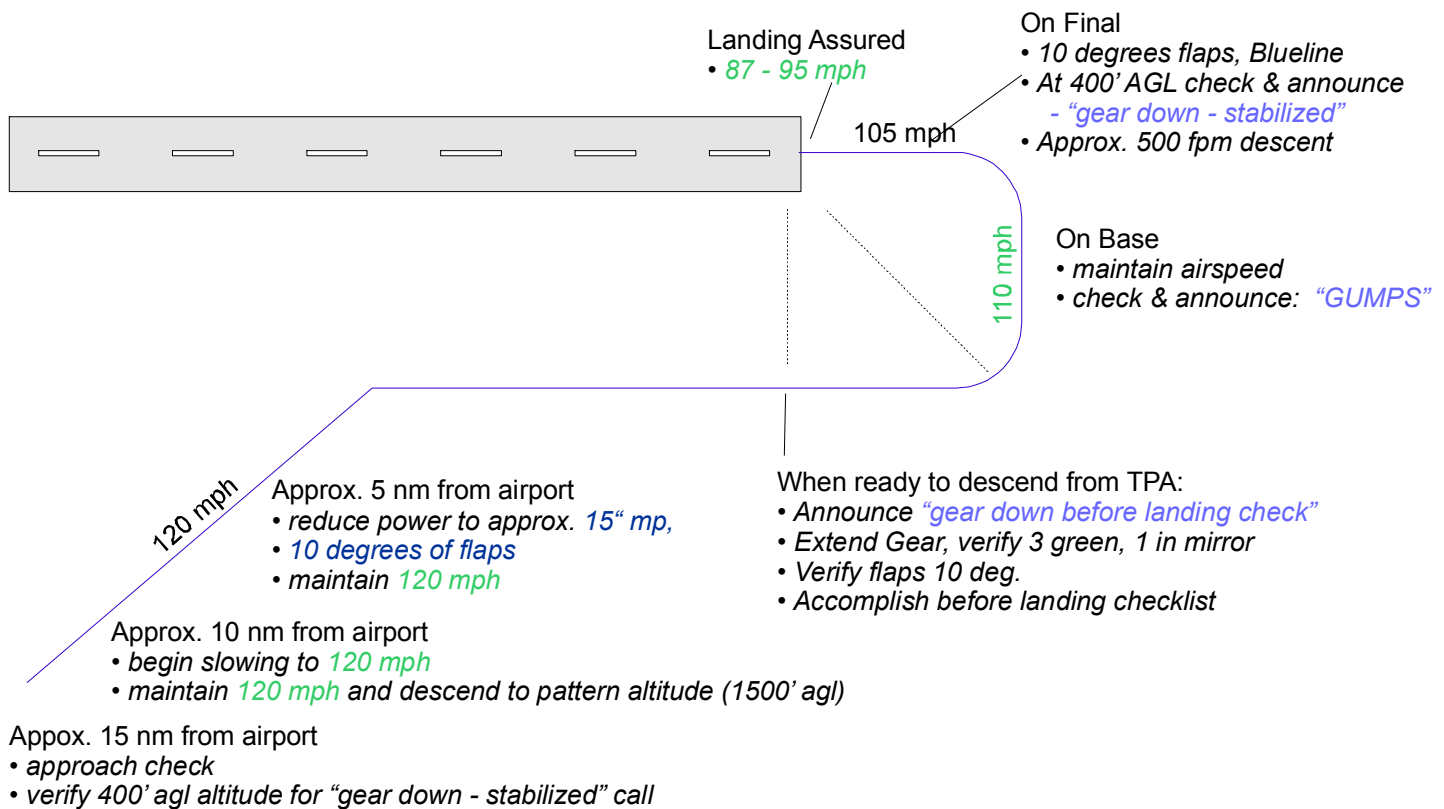 Landing Assured
• 87 - 95 mph
On Final
• 10 degrees flaps, Blueline
• At 400’ AGL check & announce
- “gear down - stabilized”
• Approx. 500 fpm descent
105 mph
110 mph
On Base
• maintain airspeed
• check & announce: “GUMPS”
120 mph
When ready to descend from TPA:
• Announce “gear down before landing check”
• Extend Gear, verify 3 green, 1 in mirror
• Verify flaps 10 deg.
• Accomplish before landing checklist
Approx. 5 nm from airport
• reduce power to approx. 15“ mp,
• 10 degrees of flaps
• maintain 120 mph
Approx. 10 nm from airport
• begin slowing to 120 mph
• maintain 120 mph and descend to pattern altitude (1500’ agl)
Appox. 15 nm from airport
• approach check
• verify 400’ agl altitude for “gear down - stabilized” call